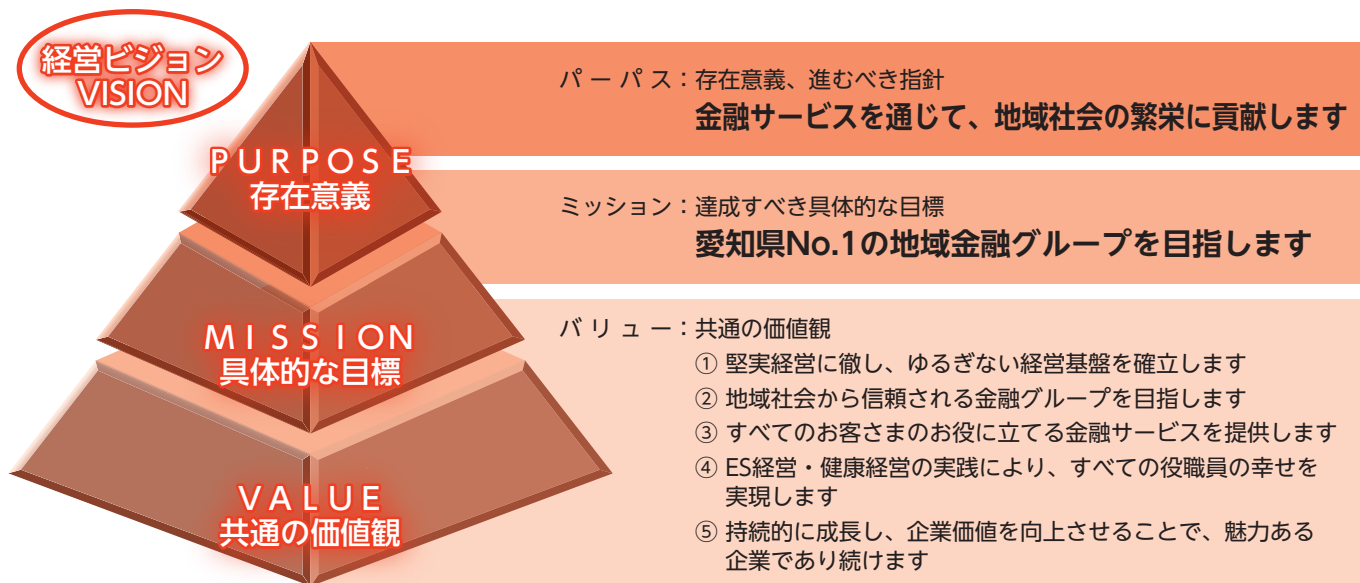 経営ビジョン
VISION
PURPOSE
存在意義
パーパス：存在意義、進むべき指針
金融サービスを通じて、地域社会の繁栄に貢献します
MISSION
具体的な目標
ミッション：達成すべき具体的な目標
愛知県No.1の地域金融グループを目指します
VALUE
共通の価値観
バリュー：共通の価値観
① 堅実経営に徹し、ゆるぎない経営基盤を確立します
② 地域社会から信頼される金融グループを目指します
③ すべてのお客さまのお役に立てる金融サービスを提供します
④ ES経営・健康経営の実践により、すべての役職員の幸せを
実現します
⑤ 持続的に成長し、企業価値を向上させることで、魅力ある
企業であり続けます